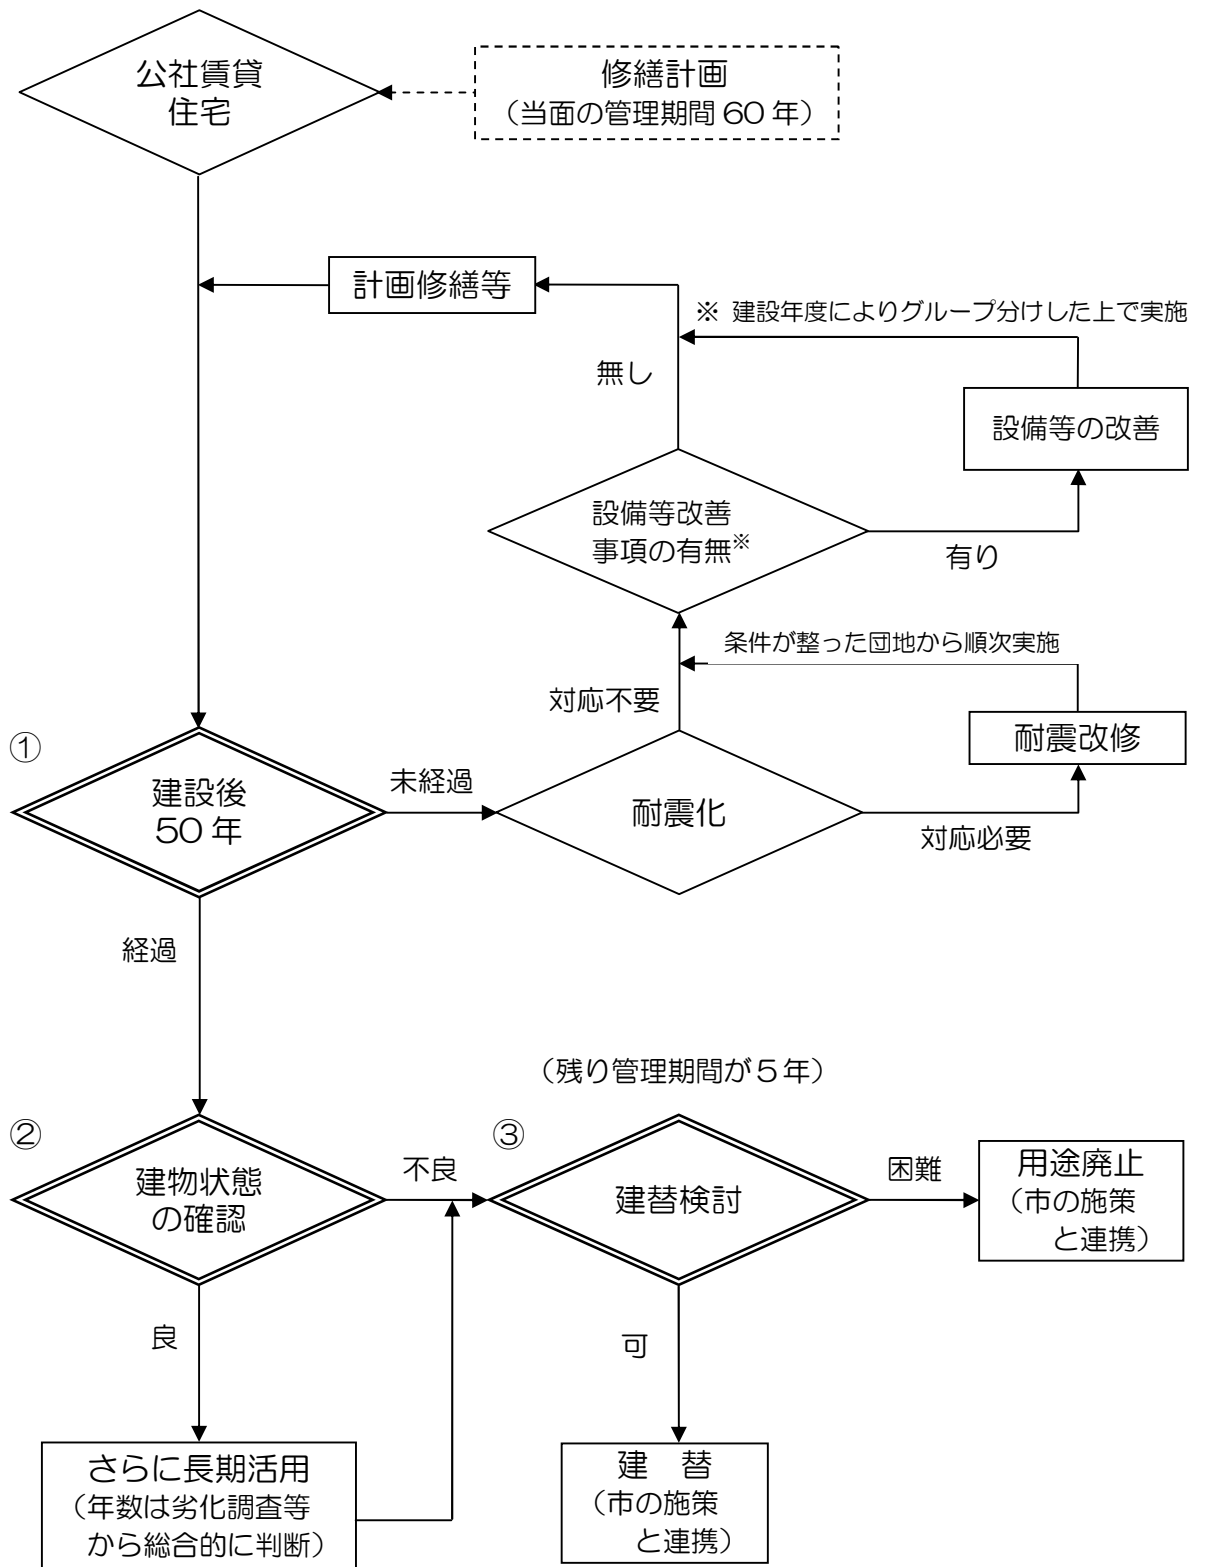 公社賃貸
住宅
修繕計画
（当面の管理期間 60 年）
計画修繕等
※ 建設年度によりグループ分けした上で実施
無し
設備等の改善
設備等改善
事項の有無※
有り
条件が整った団地から順次実施
対応不要
耐震改修
①
建設後
50 年
未経過
耐震化
対応必要
経過
（残り管理期間が５年）
②
建物状態
の確認
不良
③
建替検討
困難
用途廃止
（市の施策
と連携）
良
可
さらに長期活用
（年数は劣化調査等
から総合的に判断）
建　替
（市の施策
と連携）